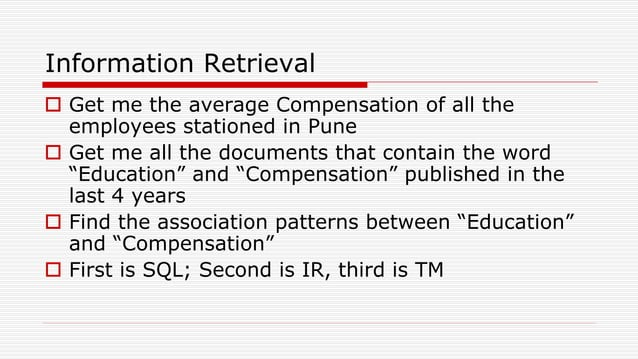 Information Retrieval
Get me the average Compensation of all the
employees stationed in Pune
Get me all the documents that contain the word
“Education” and “Compensation” published in the
last 4 years
Find the association patterns between “Education”
and “Compensation”
First is SQL; Second is IR, third is TM